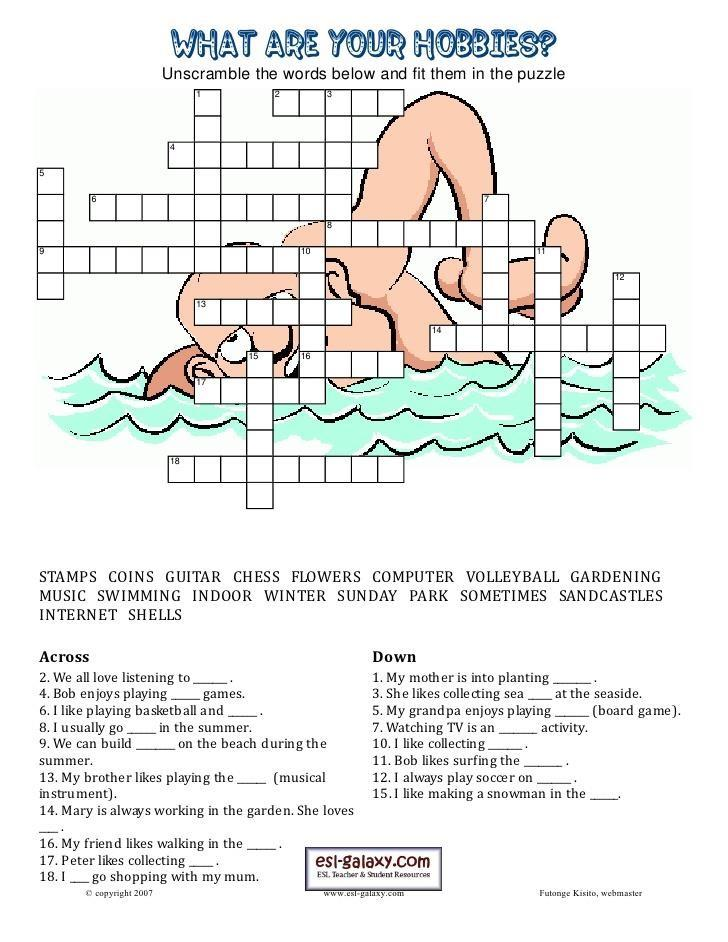 WHAT ARE YOUR HOBBIES?
Unscramble the words below and fit them in the puzzle
1 2 3
4
5
6 7
8
9 10 11
12
13
14
15 16
17
18
STAMPS COINS GUITAR CHESS FLOWERS COMPUTER VOLLEYBALL GARDENING
MUSIC SWIMMING INDOOR WINTER SUNDAY PARK SOMETIMES SANDCASTLES
INTERNET SHELLS
Across
2. We all love listening to ______ .
4. Bob enjoys playing _____ games.
6. I like playing basketball and _____ .
8. I usually go _____ in the summer.
9. We can build _______ on the beach during the
summer.
13. My brother likes playing the _____ (musical
instrument).
14. Mary is always working in the garden. She loves
___ .
16. My friend likes walking in the _____ .
17. Peter likes collecting ____ .
18. I ___ go shopping with my mum.
Down
1. My mother is into planting _______ .
3. She likes collecting sea ____ at the seaside.
5. My grandpa enjoys playing ______ (board game).
7. Watching TV is an _______ activity.
10. I like collecting ______ .
11. Bob likes surfing the _______ .
12. I always play soccer on ______ .
15. I like making a snowman in the _____.
esl-galaxy.com
ESL Teacher & Student Resources
© copyright 2007 www.esl-galaxy.com Futonge Kisito, webmaster